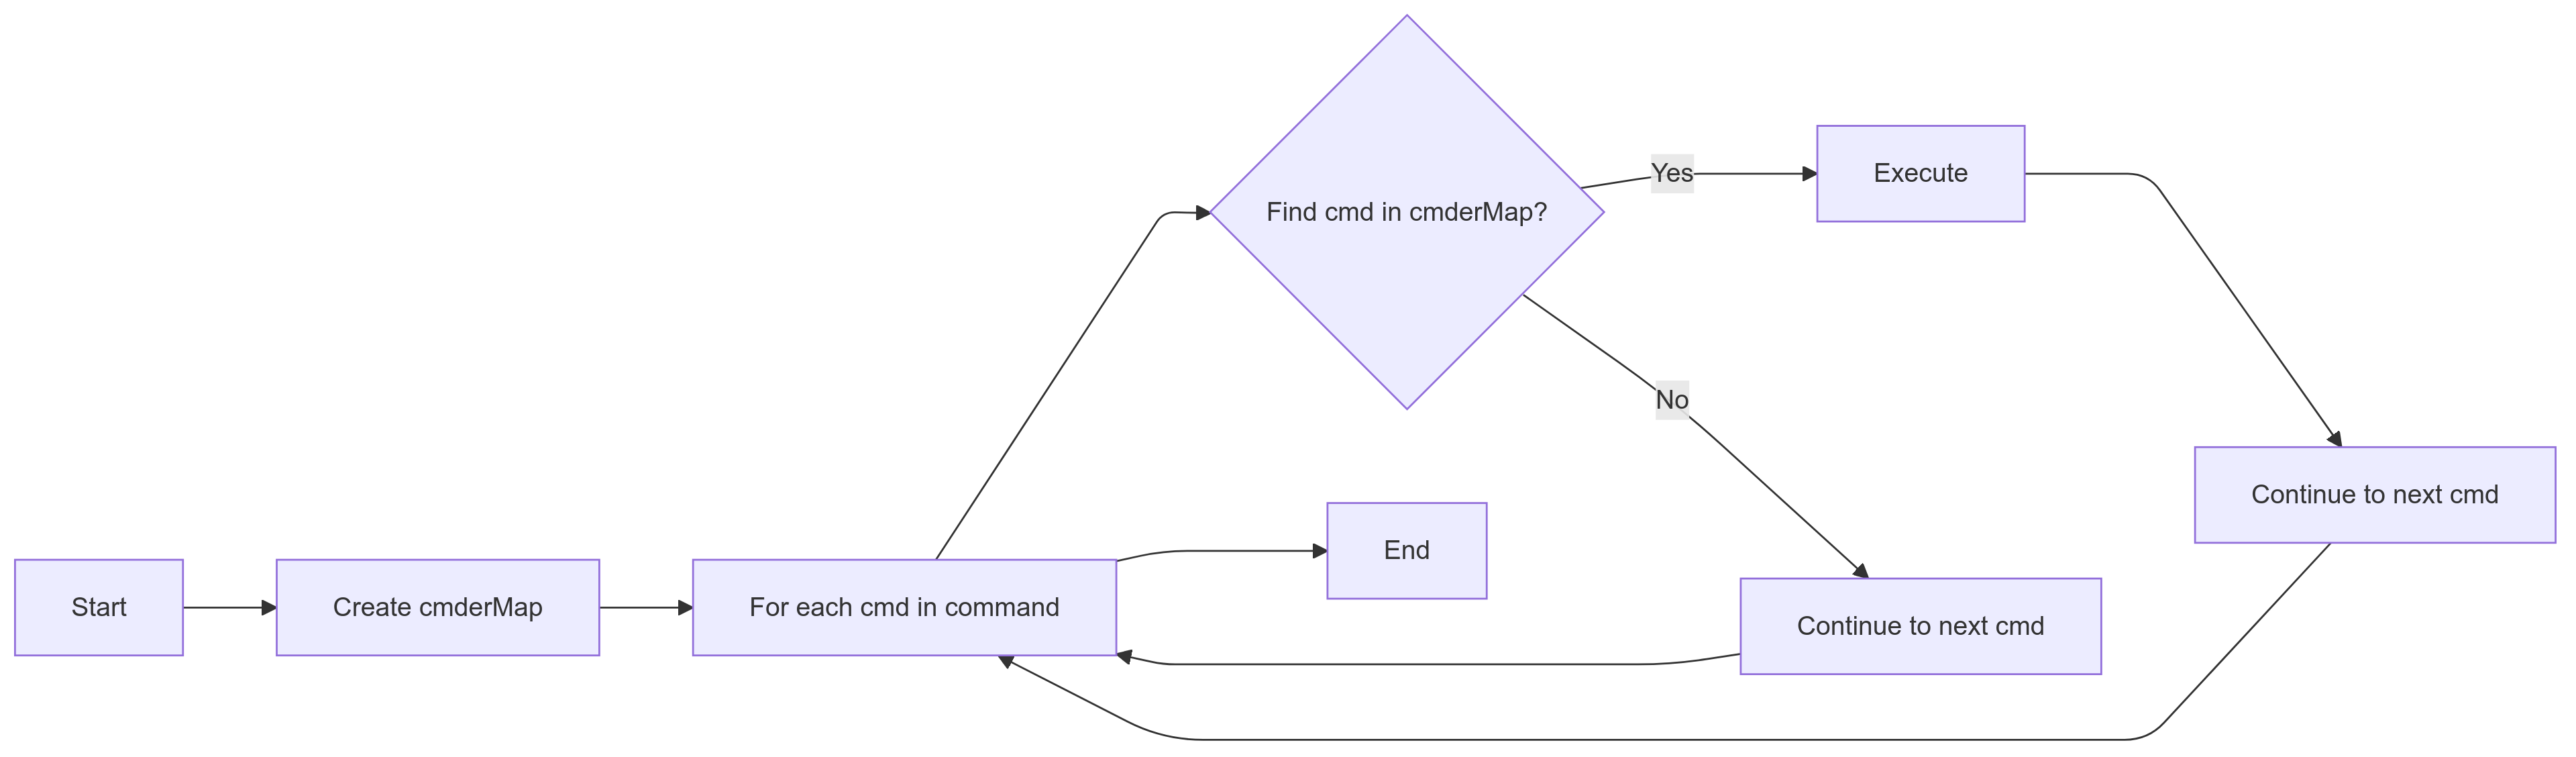 Start
Create cmderMap
For each cmd in command
Find cmd in cmderMap?
Yes
Execute
No
End
Continue to next cmd
Continue to next cmd